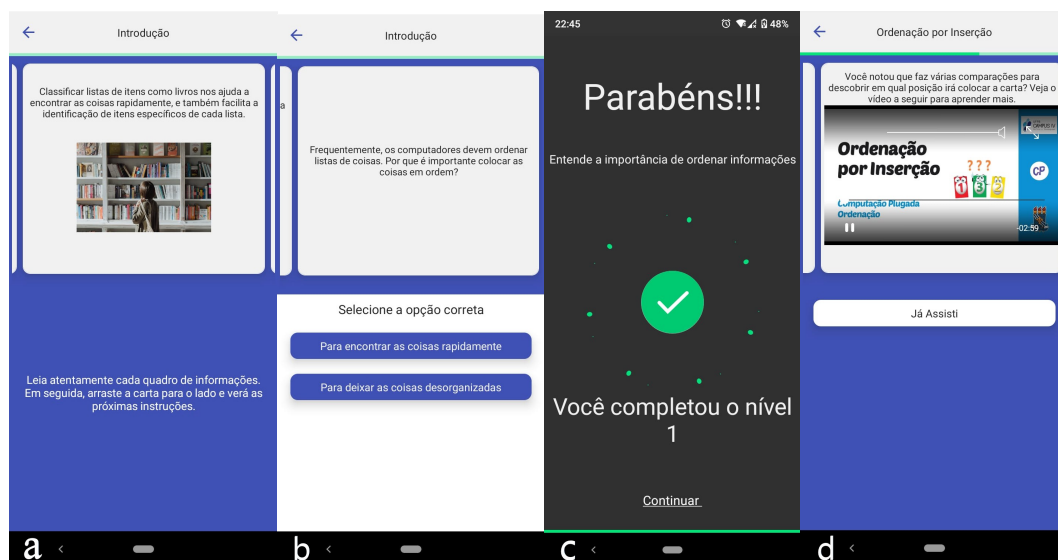 Introdução
Classificar listas de itens como livros nos ajuda a
encontrar as coisas rapidamente, e também facilita a
identificação de itens específicos de cada lista.
Leia atentamente cada quadro de informações.
Em seguida, arraste a carta para o lado e verá as
próximas instruções.
a
Introdução
a
Frequentemente, os computadores devem ordenar
listas de coisas. Por que é importante colocar as
coisas em ordem?
Selecione a opção correta
Para encontrar as coisas rapidamente
Para deixar as coisas desorganizadas
b
22:45
48%
Parabéns!!!
Entende a importância de ordenar informações
Você completou o nível
1
Continuar
c
Ordenação por Inserção
Você notou que faz várias comparações para
descobrir em qual posição irá colocar a carta? Veja o
vídeo a seguir para aprender mais.
Ordenação
por Inserção
???
1 3 2
CAMPUS IV
CP
Computação Plugada
Ordenação
-02:59
Já Assisti
d